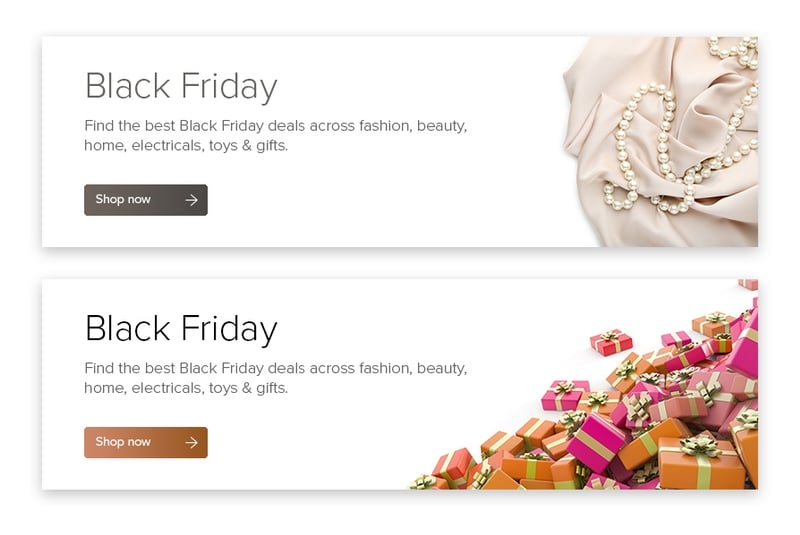 Black Friday
Find the best Black Friday deals across fashion, beauty,
home, electricals, toys & gifts.
Shop now
Black Friday
Find the best Black Friday deals across fashion, beauty,
home, electricals, toys & gifts.
Shop now